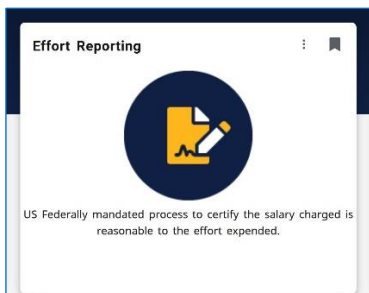 Effort Reporting
US Federally mandated process to certify the salary charged is
reasonable to the effort expended.